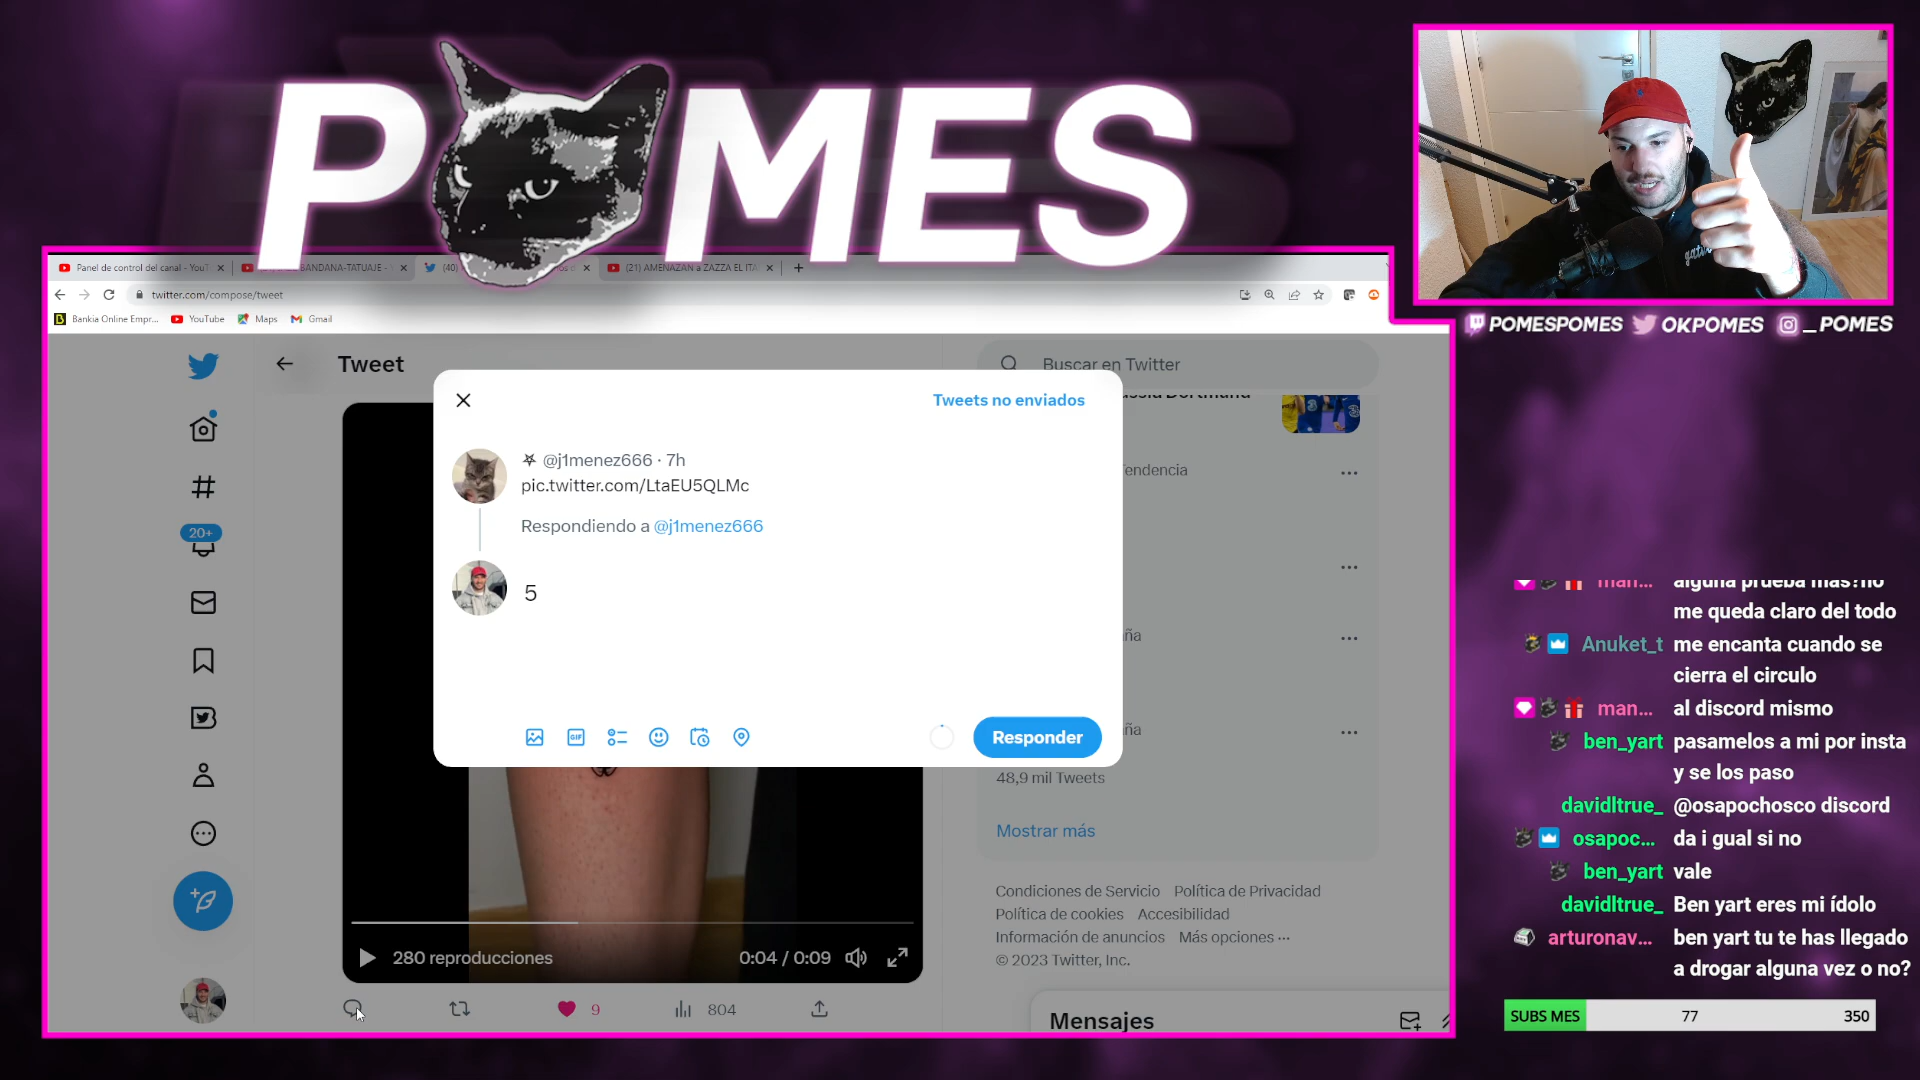 POMES
Panel de control del canal - YouT
BANDANA-TATUAJE -
(40)
(21) AMENAZAN a ZAZZA EL ITA
twitter.com/compose/tweet
Bankia Online Empr...
YouTube
Maps
Gmail
POMESPOMES
OKPOMES
_POMES
Tweet
Buscar en Twitter
Tweets no enviados
@j1menez666 · 7h
pic.twitter.com/LtaEU5QLMc
Respondiendo a @j1menez666
5
GIF
Responder
20+
Dortmund
Tendencia
48,9 mil Tweets
Mostrar más
Condiciones de Servicio Política de Privacidad
Política de cookies Accesibilidad
Información de anuncios Más opciones ···
© 2023 Twitter, Inc.
280 reproducciones
0:04 / 0:09
9
804
Mensajes
man... alguna prueba mas?no
me queda claro del todo
Anuket_t me encanta cuando se
cierra el circulo
man... al discord mismo
ben_yart pasamelos a mi por insta
y se los paso
davidltrue_ @osapochosco discord
osapoc... da i gual si no
ben_yart vale
davidltrue_ Ben yart eres mi ídolo
arturonav... ben yart tu te has llegado
a drogar alguna vez o no?
SUBS MES
77
350